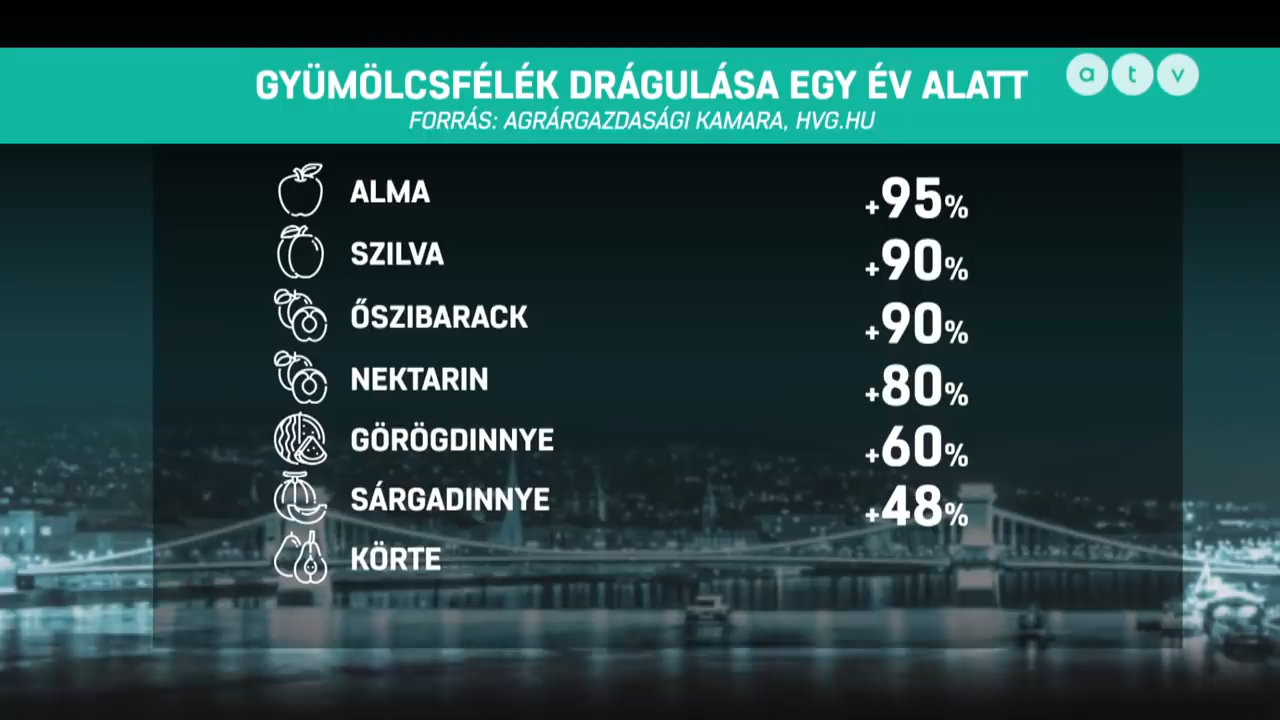 GYÜMÖLCSFÉLÉK DRÁGULÁSA EGY ÉV ALATT
a t v
FORRÁS: AGRÁRGAZDASÁGI KAMARA, HVG.HU
ALMA +95%
SZILVA +90%
ŐSZIBARACK +90%
NEKTARIN +80%
GÖRÖGDINNYE +60%
SÁRGADINNYE +48%
KÖRTE